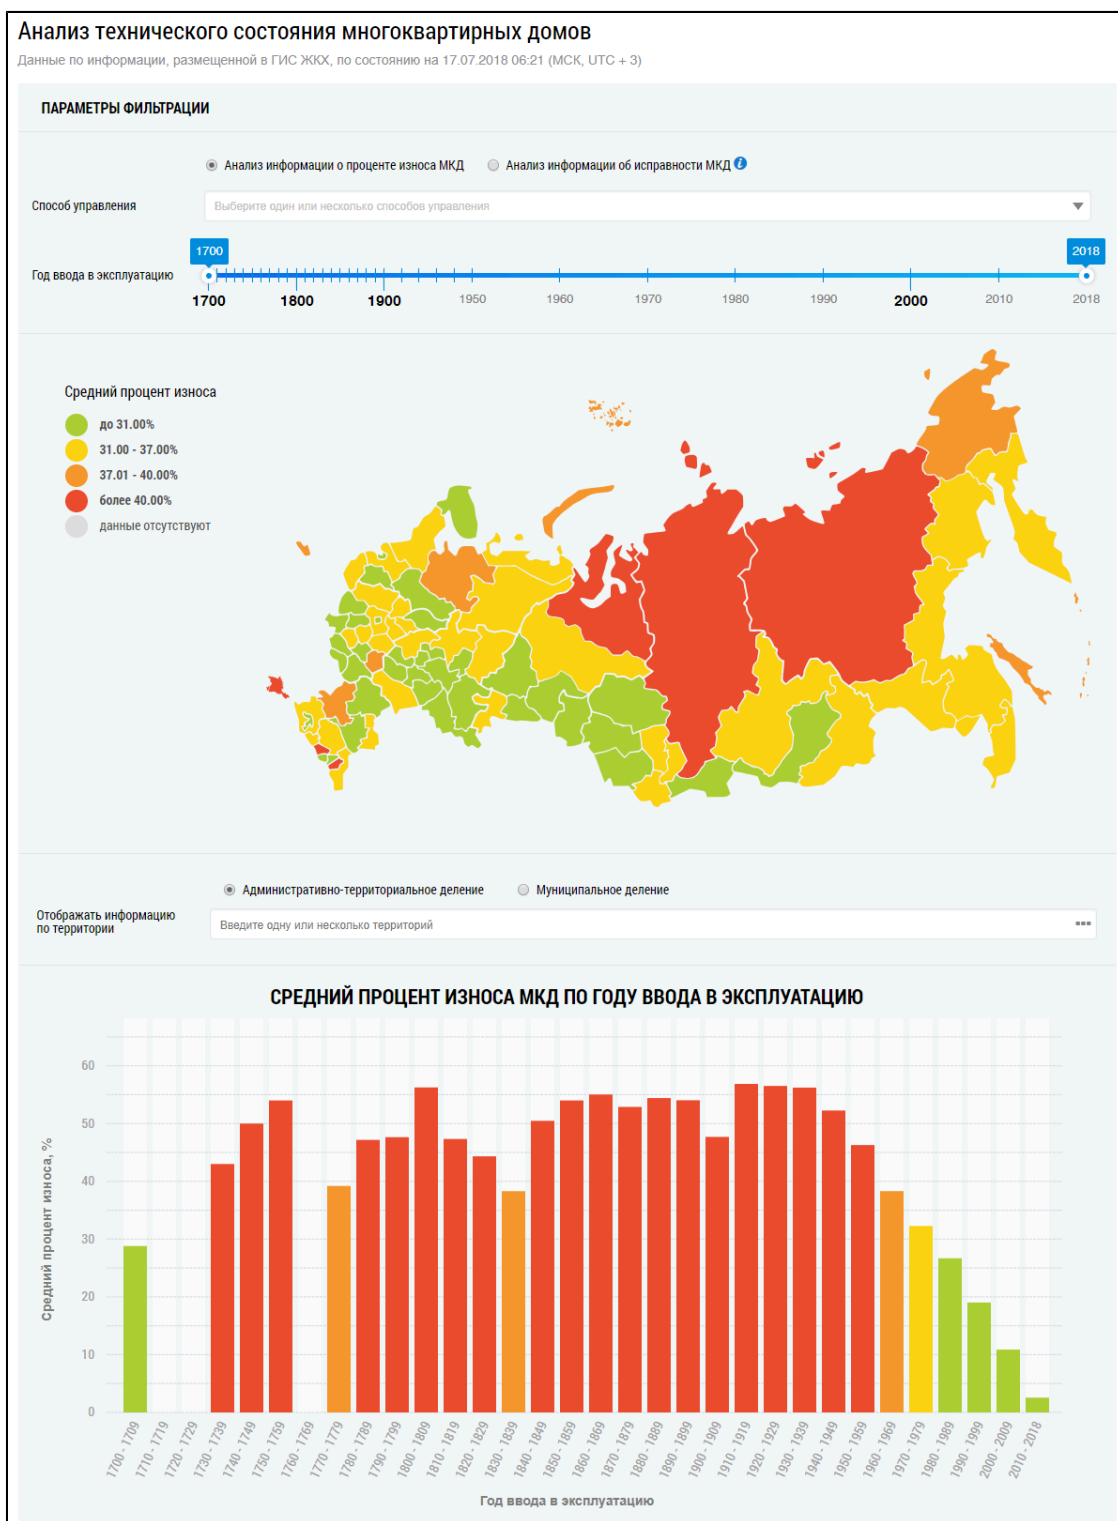 Анализ технического состояния многоквартирных домов
Данные по информации, размещенной в ГИС ЖКХ, по состоянию на 17.07.2018 06:21 (МСК, UTC + 3)
ПАРАМЕТРЫ ФИЛЬТРАЦИИ
Анализ информации о проценте износа МКД Анализ информации об исправности МКД i
Способ управления Выберите один или несколько способов управления
1700 2018
Год ввода в эксплуатацию
1700 1800 1900 1950 1960 1970 1980 1990 2000 2010 2018
Средний процент износа
до 31.00%
31.00 - 37.00%
37.01 - 40.00%
более 40.00%
данные отсутствуют
Административно-территориальное деление Муниципальное деление
Отображать информацию
по территории
Введите одну или несколько территорий
СРЕДНИЙ ПРОЦЕНТ ИЗНОСА МКД ПО ГОДУ ВВОДА В ЭКСПЛУАТАЦИЮ
Средний процент износа, %
60
50
40
30
20
10
0
1700 - 1709
1710 - 1719
1720 - 1729
1730 - 1739
1740 - 1749
1750 - 1759
1760 - 1769
1770 - 1779
1780 - 1789
1790 - 1799
1800 - 1809
1810 - 1819
1820 - 1829
1830 - 1839
1840 - 1849
1850 - 1859
1860 - 1869
1870 - 1879
1880 - 1889
1890 - 1899
1900 - 1909
1910 - 1919
1920 - 1929
1930 - 1939
1940 - 1949
1950 - 1959
1960 - 1969
1970 - 1979
1980 - 1989
1990 - 1999
2000 - 2009
2010 - 2018
Год ввода в эксплуатацию